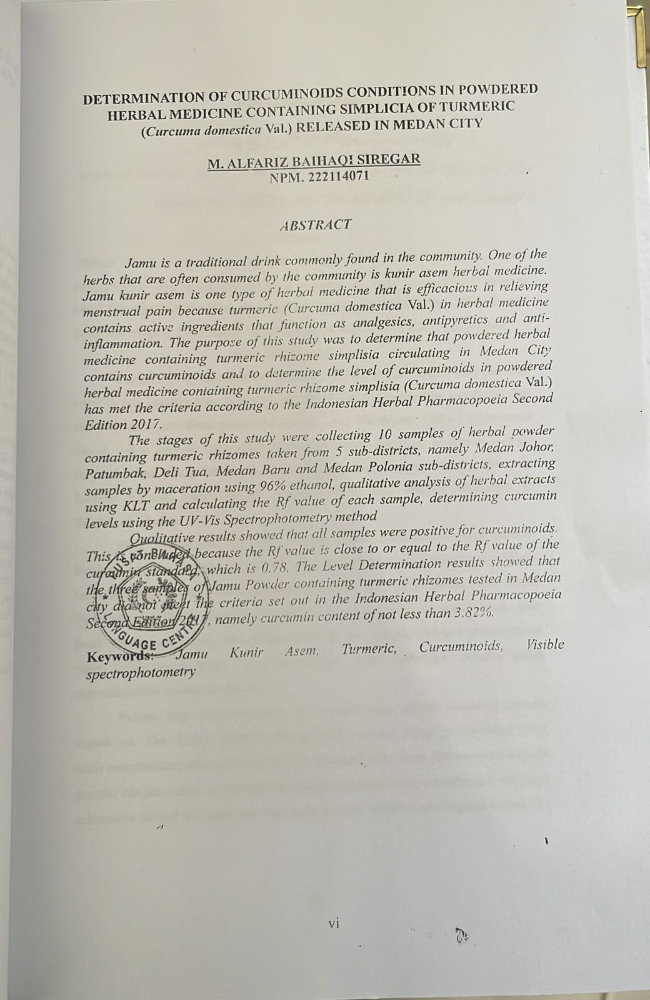 DETERMINATION OF CURCUMINOIDS CONDITIONS IN POWDERED
HERBAL MEDICINE CONTAINING SIMPLICIA OF TURMERIC
(Curcuma domestica Val.) RELEASED IN MEDAN CITY
M. ALFARIZ BAIHAQI SIREGAR
NPM. 222114071
ABSTRACT
Jamu is a traditional drink commonly found in the community. One of the
herbs that are often consumed by the community is kunir asem herbal medicine.
Jamu kunir asem is one type of herbal medicine that is efficacious in relieving
menstrual pain because turmeric (Curcuma domestica Val.) in herbal medicine
contains active ingredients that function as analgesics, antipyretics and anti-
inflammation. The purpose of this study was to determine that powdered herbal
medicine containing turmeric rhizome simplisia circulating in Medan City
contains curcuminoids and to determine the level of curcuminoids in powdered
herbal medicine containing turmeric rhizome simplisia (Curcuma domestica Val.)
has met the criteria according to the Indonesian Herbal Pharmacopoeia Second
Edition 2017.
The stages of this study were collecting 10 samples of herbal powder
containing turmeric rhizomes taken from 5 sub-districts, namely Medan Johor,
Patumbak, Deli Tua, Medan Baru and Medan Polonia sub-districts, extracting
samples by maceration using 96% ethanol, qualitative analysis of herbal extracts
using KLT and calculating the Rf value of each sample, determining curcumin
levels using the UV-Vis Spectrophotometry method
Qualitative results showed that all samples were positive for curcuminoids.
This is concluded because the Rf value is close to or equal to the Rf value of the
curcumin standard, which is 0.78. The Level Determination results showed that
the three samples of Jamu Powder containing turmeric rhizomes tested in Medan
city did not meet the criteria set out in the Indonesian Herbal Pharmacopoeia
Second Edition 2017, namely curcumin content of not less than 3.82%.
PUSAT BAHASA
LANGUAGE CENTRE
Keywords: Jamu Kunir Asem, Turmeric, Curcuminoids, Visible
spectrophotometry
vi